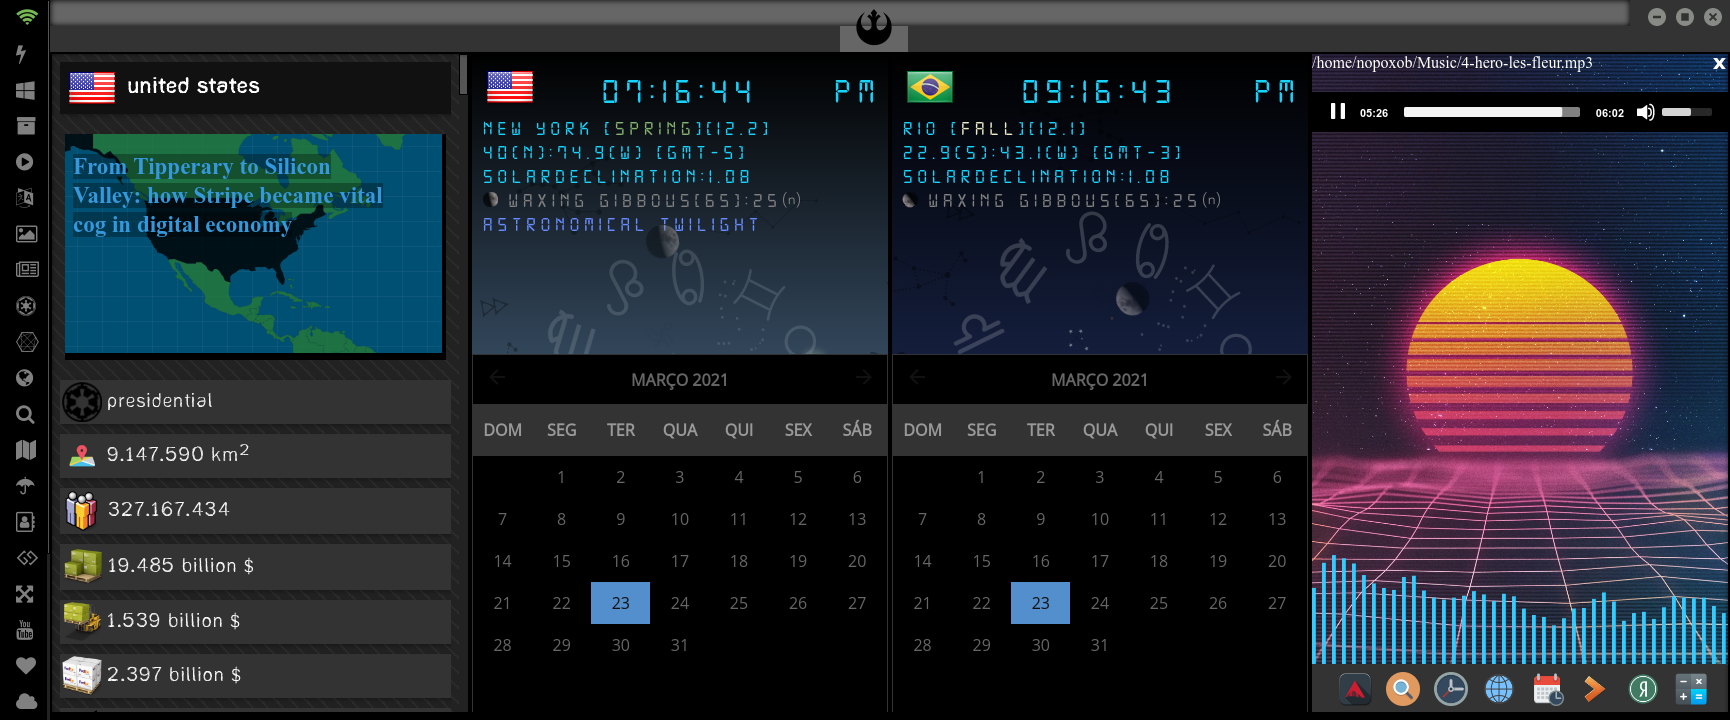 united states
From Tipperary to Silicon
Valley: how Stripe became vital
cog in digital economy
presidential
9.147.590 km²
327.167.434
19.485 billion $
1.539 billion $
2.397 billion $
07:16:44 PM
NEW YORK [SPRING][12.2]
40(N):74.9(W) [GMT-5]
SOLARDECLINATION:1.08
WAXING GIBBOUS[65]:25(n)
ASTRONOMICAL TWILIGHT
MARÇO 2021
DOM SEG TER QUA QUI SEX SÁB
1 2 3 4 5 6
7 8 9 10 11 12 13
14 15 16 17 18 19 20
21 22 23 24 25 26 27
28 29 30 31
09:16:43 PM
RIO [FALL][12.1]
22.9(S):43.1(W) [GMT-3]
SOLARDECLINATION:1.08
WAXING GIBBOUS[65]:25(n)
MARÇO 2021
DOM SEG TER QUA QUI SEX SÁB
1 2 3 4 5 6
7 8 9 10 11 12 13
14 15 16 17 18 19 20
21 22 23 24 25 26 27
28 29 30 31
/home/nopoxob/Music/4-hero-les-fleur.mp3 x
05:26 06:02
You
Tube
Я